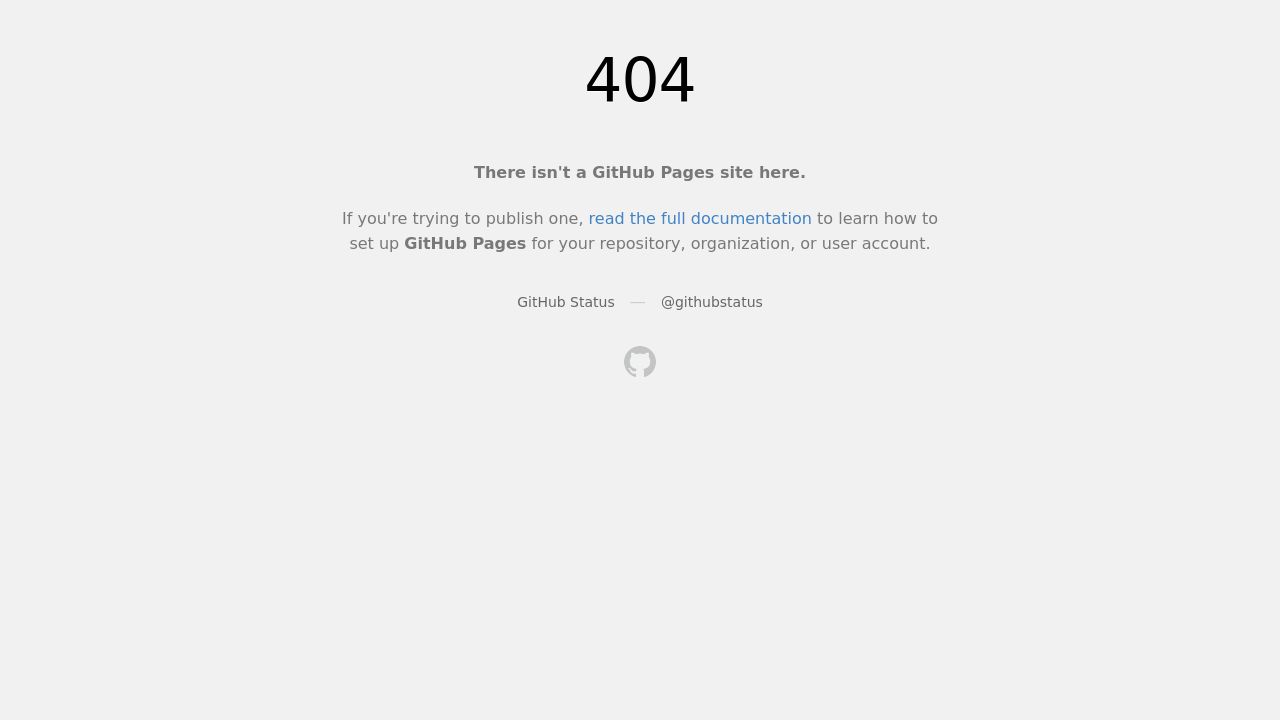 404
There isn't a GitHub Pages site here.
If you're trying to publish one, read the full documentation to learn how to
set up GitHub Pages for your repository, organization, or user account.
GitHub Status — @githubstatus